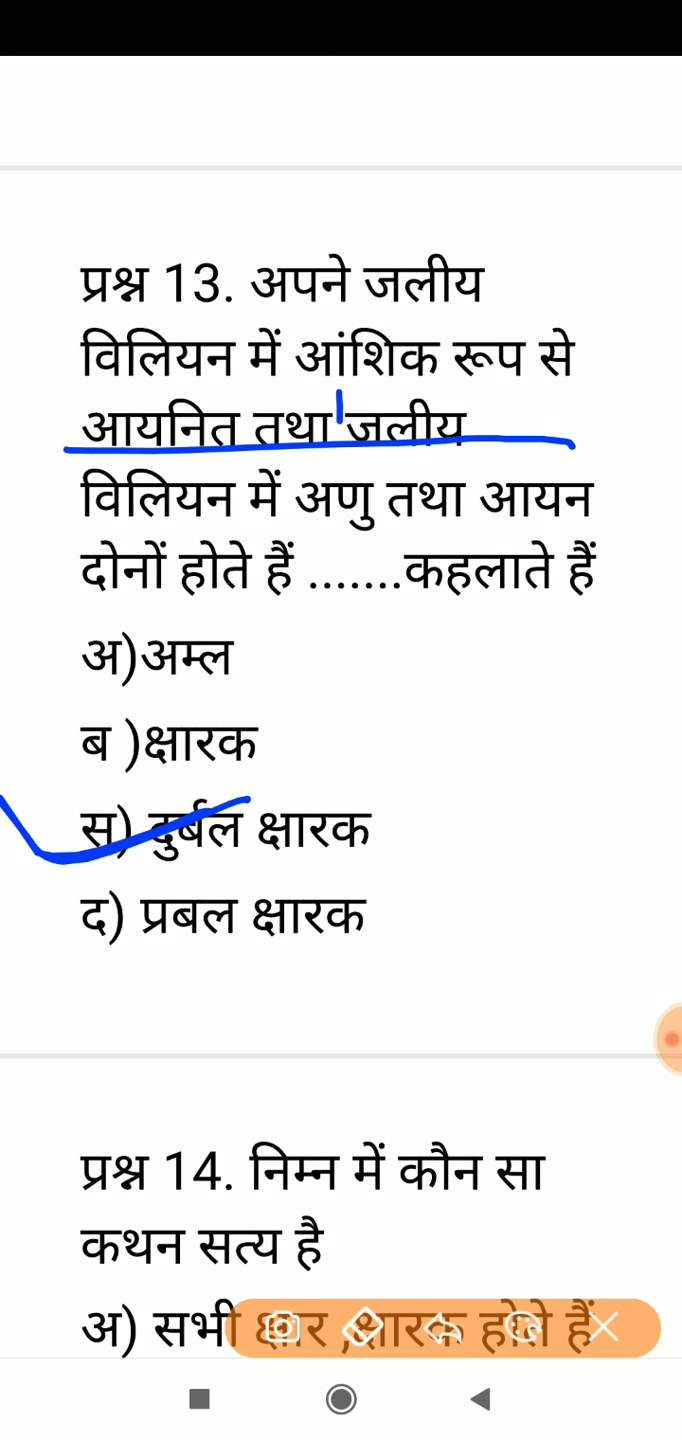 प्रश्न 13. अपने जलीय
विलियन में आंशिक रूप से
आयनित तथा जलीय
विलियन में अणु तथा आयन
दोनों होते हैं .......कहलाते हैं
अ)अम्ल
ब )क्षारक
स) दुर्बल क्षारक
द) प्रबल क्षारक
प्रश्न 14. निम्न में कौन सा
कथन सत्य है
अ) सभी क्षार ,क्षारक होते हैं